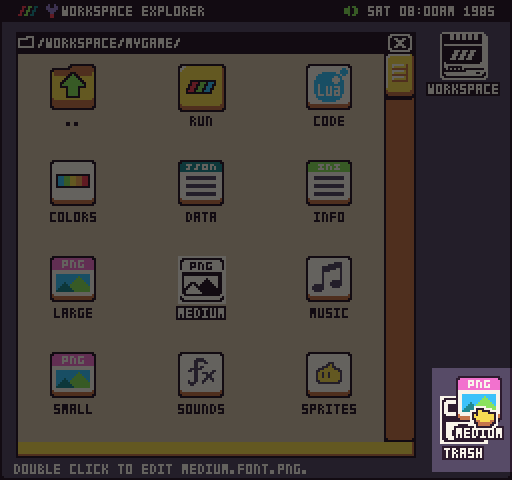 WORKSPACE EXPLORER
SAT 08:00AM 1985
/WORKSPACE/MYGAME/
WORKSPACE
..
RUN
Lua
CODE
COLORS
JSON
DATA
INI
INFO
PNG
LARGE
PNG
MEDIUM
MUSIC
PNG
SMALL
fx
SOUNDS
SPRITES
PNG
MEDIUM
TRASH
DOUBLE CLICK TO EDIT MEDIUM.FONT.PNG.